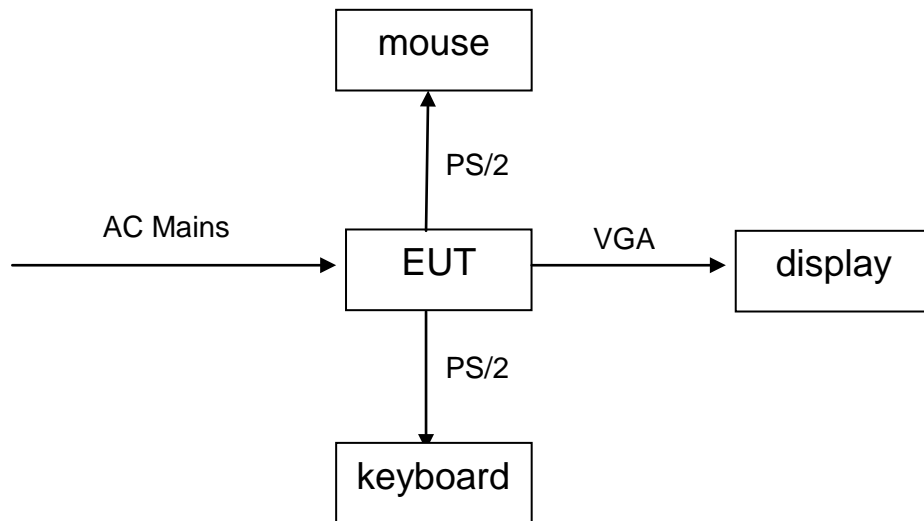 mouse
PS/2
AC Mains
EUT
VGA
display
PS/2
keyboard